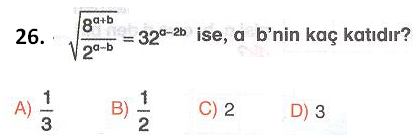 26. √(8^(a+b) / 2^(a-b)) = 32^(a-2b) ise, a b'nin kaç katıdır?
A) 1/3 B) 1/2 C) 2 D) 3